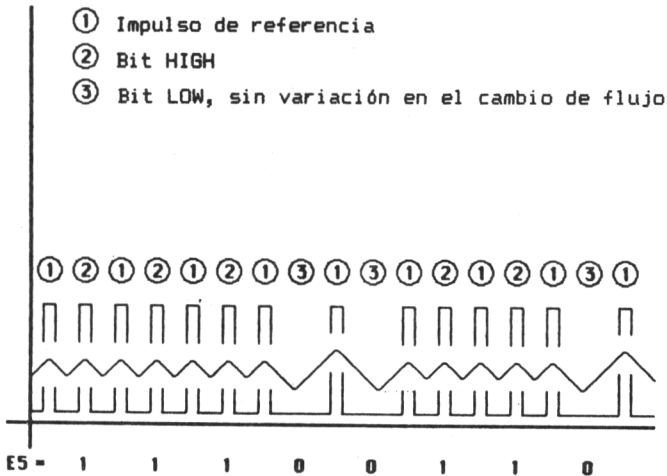 ① Impulso de referencia
② Bit HIGH
③ Bit LOW, sin variación en el cambio de flujo
① ② ① ② ① ② ① ③ ① ③ ① ② ① ② ① ③ ①
E5 = 1 1 1 0 0 1 1 0